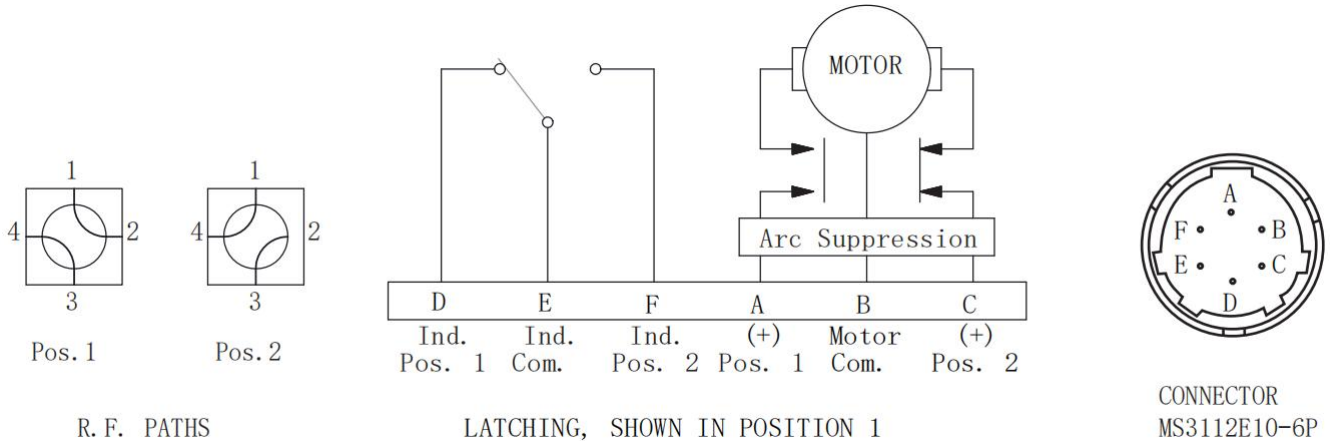 1
4
2
3
Pos.1
1
4
2
3
Pos.2
R.F. PATHS
MOTOR
Arc Suppression
D E F A B C
Ind. Ind. Ind. (+) Motor (+)
Pos. 1 Com. Pos. 2 Pos. 1 Com. Pos. 2
LATCHING, SHOWN IN POSITION 1
A
F B
E C
D
CONNECTOR
MS3112E10-6P